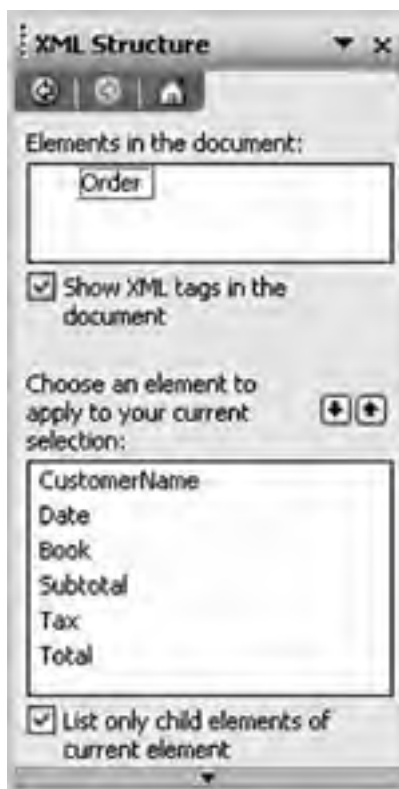 XML Structure
Elements in the document:
Order
Show XML tags in the
document
Choose an element to
apply to your current
selection:
CustomerName
Date
Book
Subtotal
Tax
Total
List only child elements of
current element